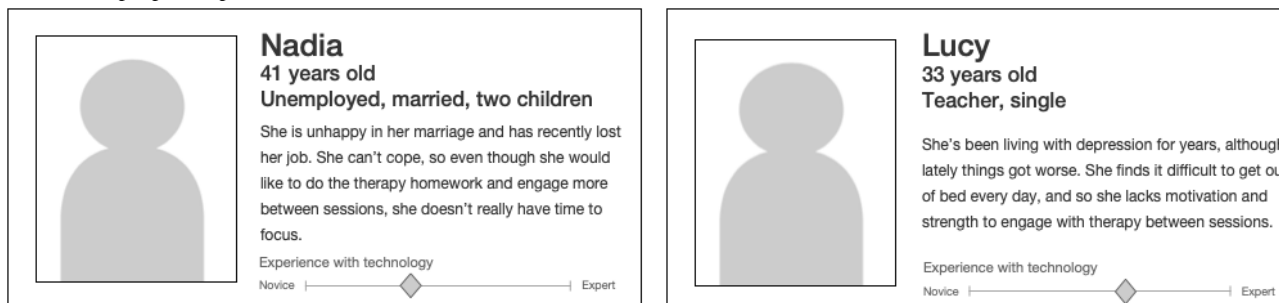 Nadia
41 years old
Unemployed, married, two children
She is unhappy in her marriage and has recently lost
her job. She can’t cope, so even though she would
like to do the therapy homework and engage more
between sessions, she doesn’t really have time to
focus.
Experience with technology
Novice Expert
Lucy
33 years old
Teacher, single
She’s been living with depression for years, although
lately things got worse. She finds it difficult to get
of bed every day, and so she lacks motivation and
strength to engage with therapy between sessions.
Experience with technology
Novice Expert